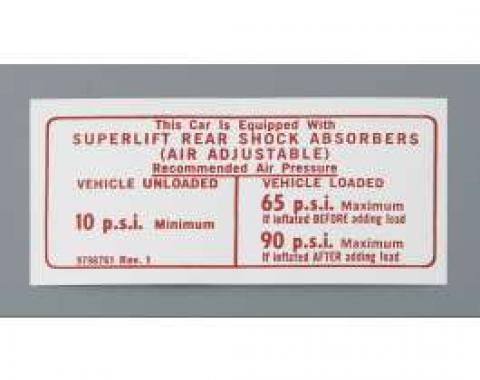 This Car is Equipped With
SUPERLIFT REAR SHOCK ABSORBERS
(AIR ADJUSTABLE)
Recommended Air Pressure
VEHICLE UNLOADED
10 p.s.i. Minimum
9798761 Rev. 1
VEHICLE LOADED
65 p.s.i. Maximum
If inflated BEFORE adding load
90 p.s.i. Maximum
If inflated AFTER adding load